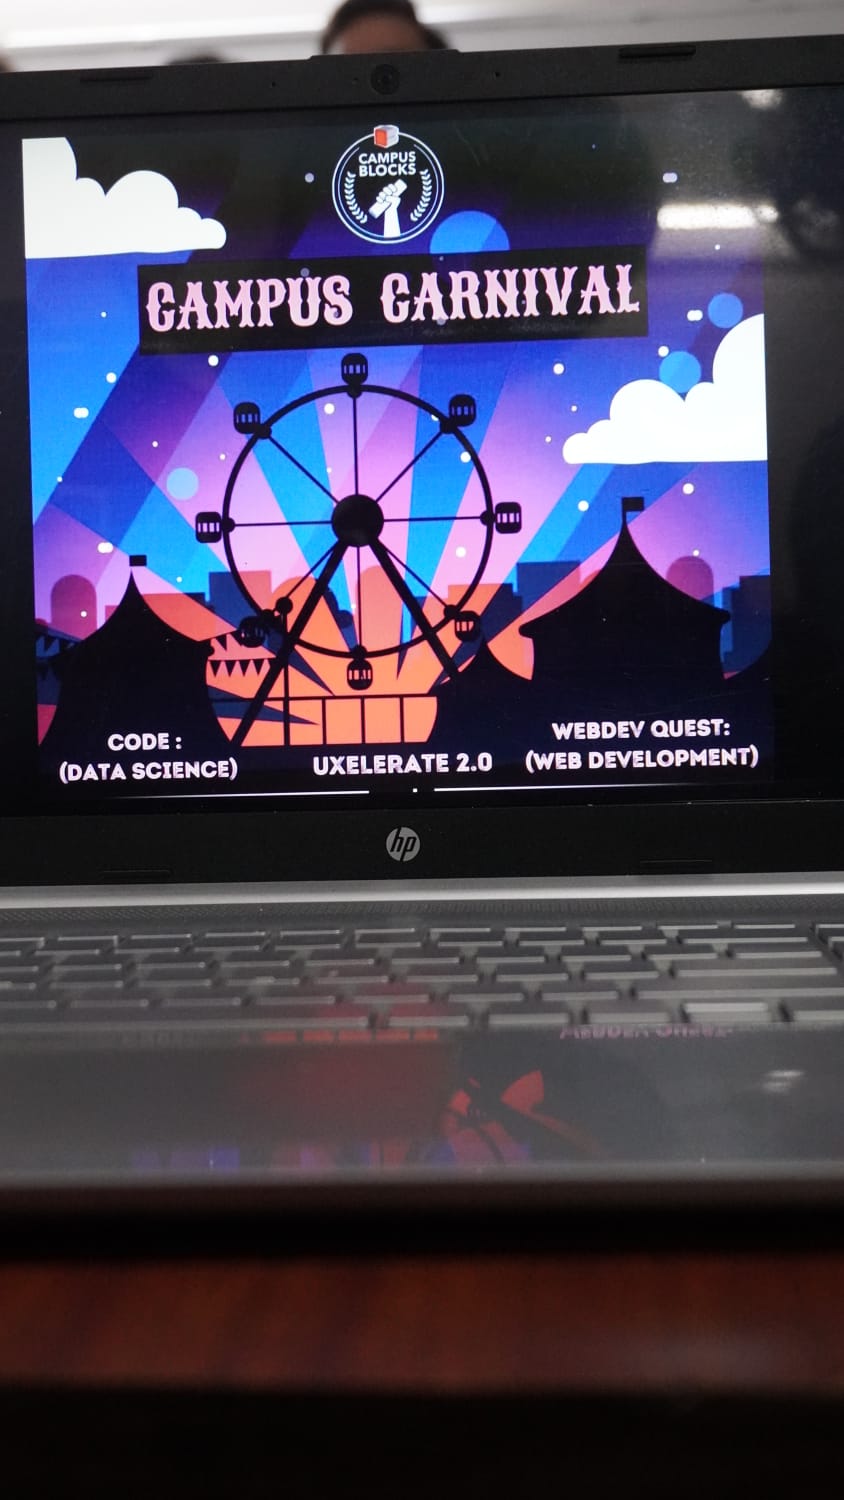 CAMPUS
BLOCKS
CAMPUS CARNIVAL
CODE :
(DATA SCIENCE)
UXELERATE 2.0
WEBDEV QUEST:
(WEB DEVELOPMENT)
hp